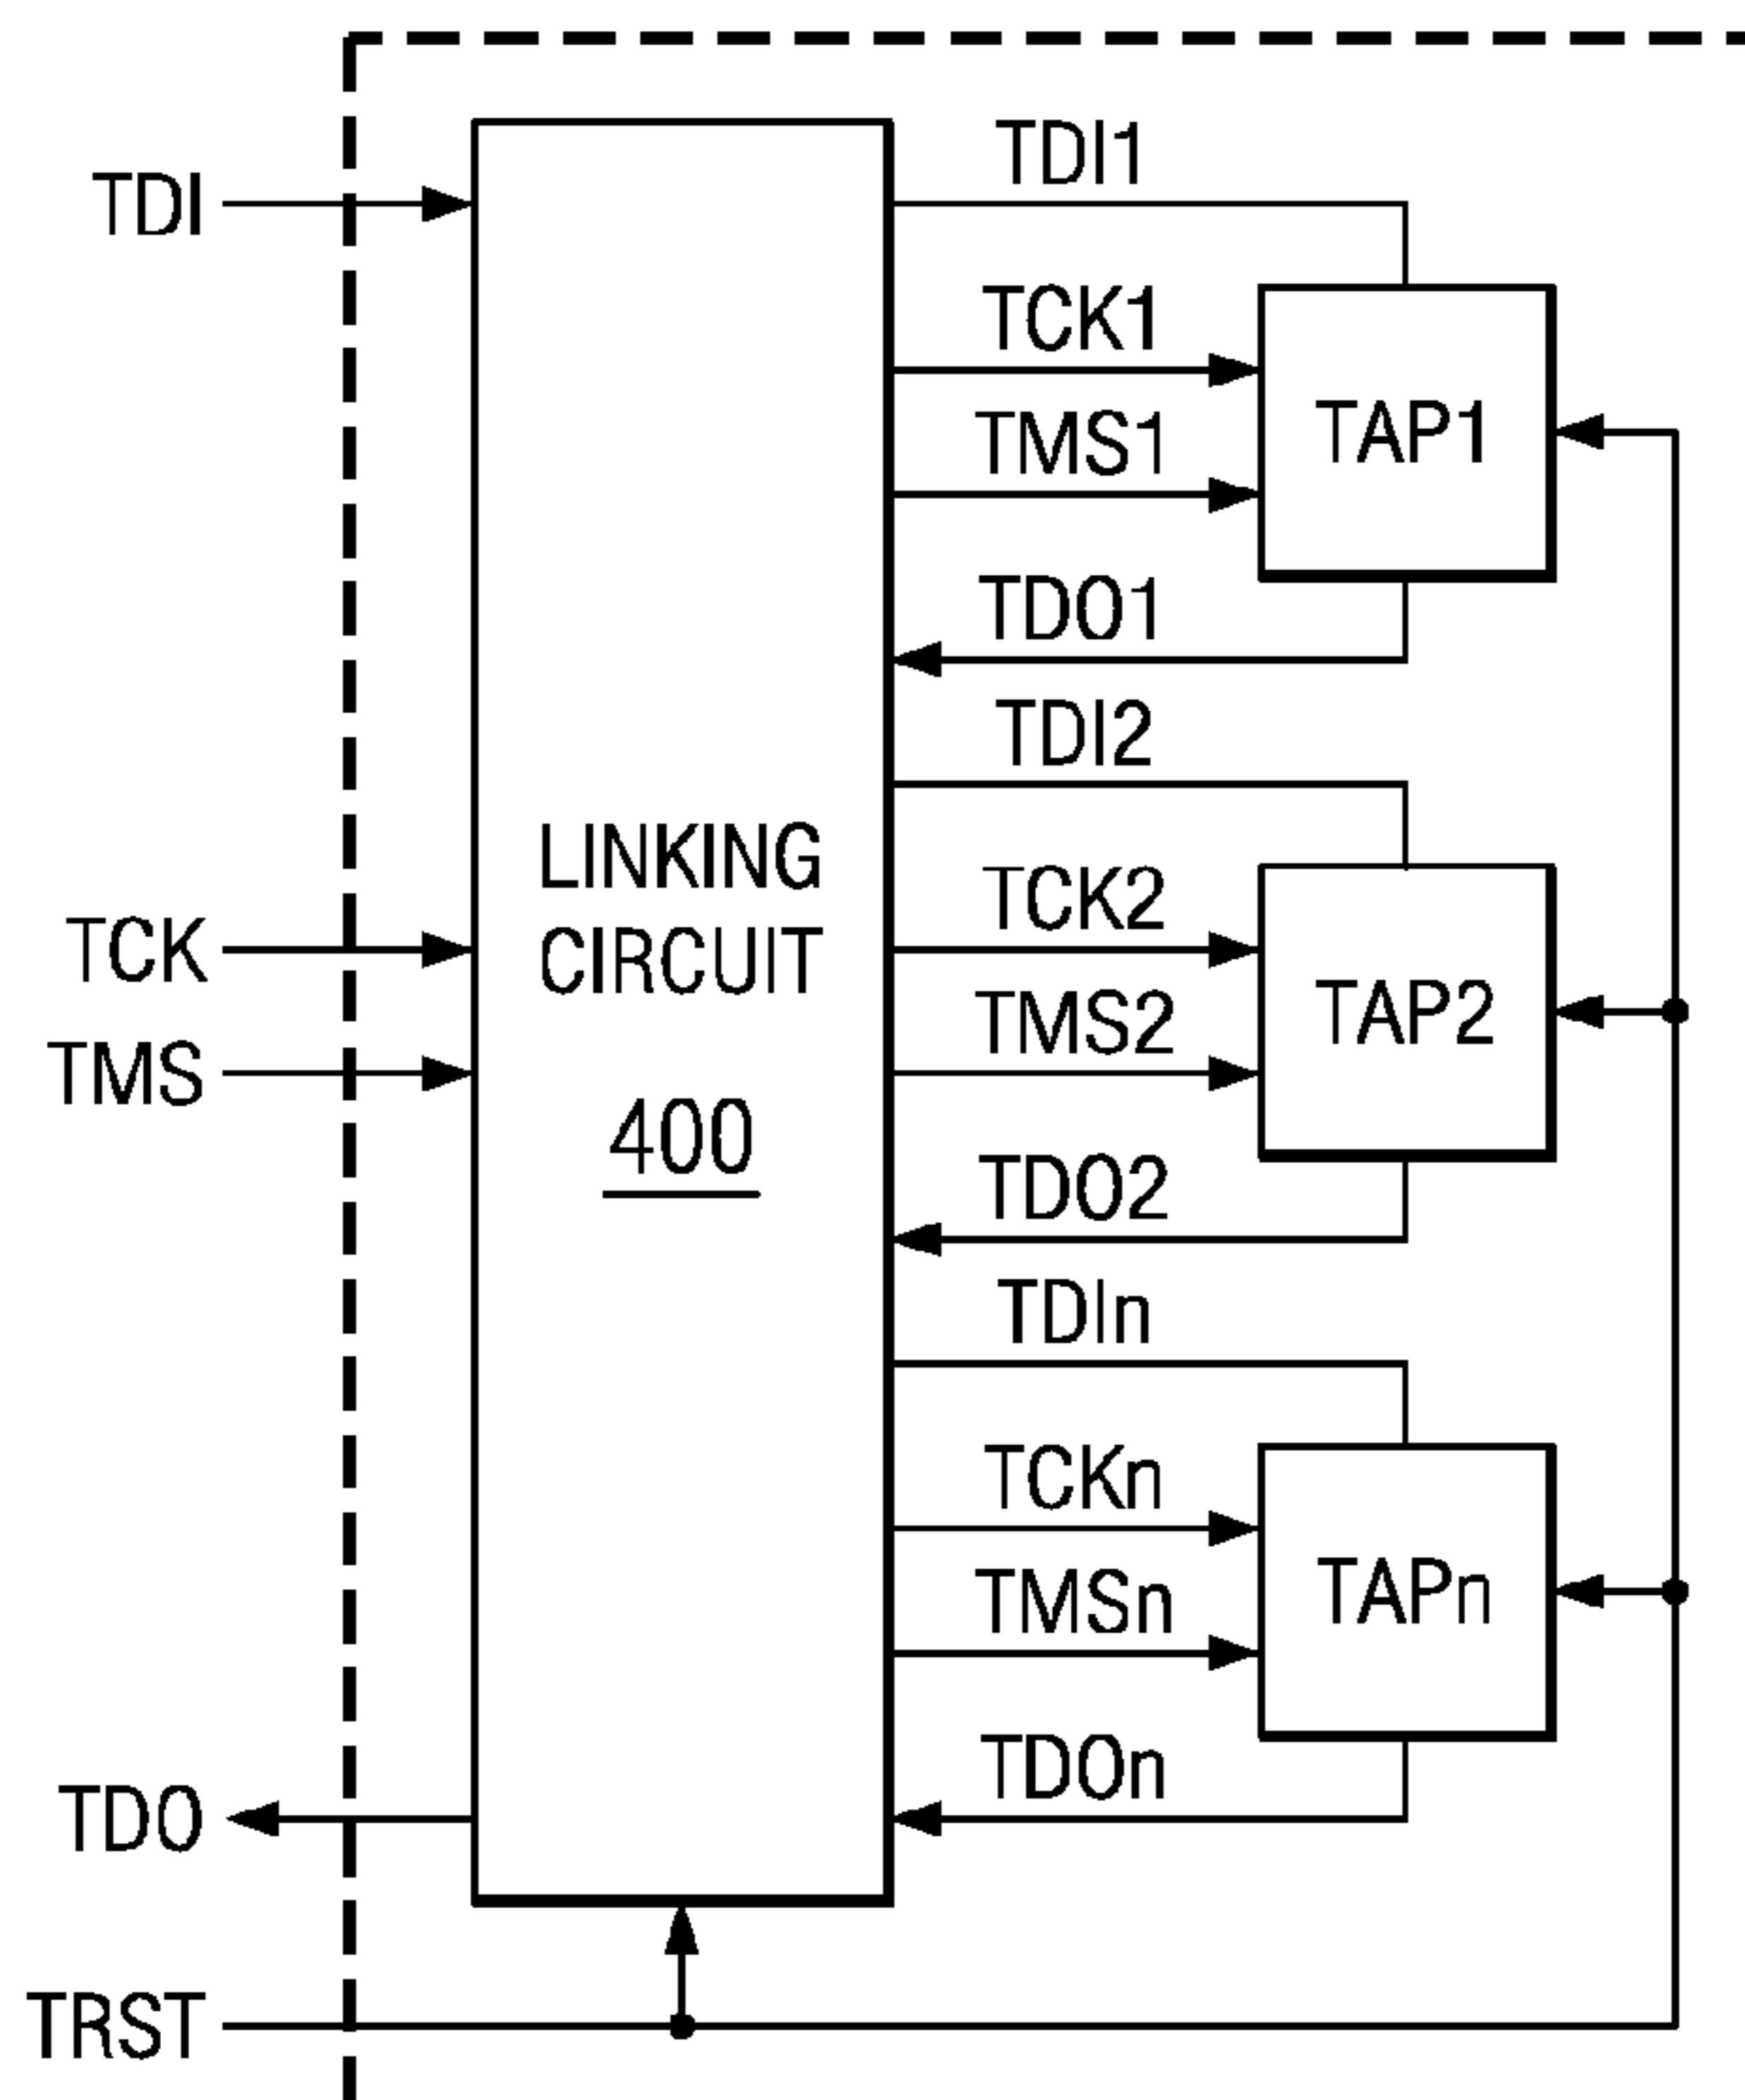 TDI
TCK
TMS
TDO
TRST
LINKING
CIRCUIT
400
TDI1
TCK1
TMS1
TDO1
TAP1
TDI2
TCK2
TMS2
TDO2
TAP2
TDIn
TCKn
TMSn
TDOn
TAPn